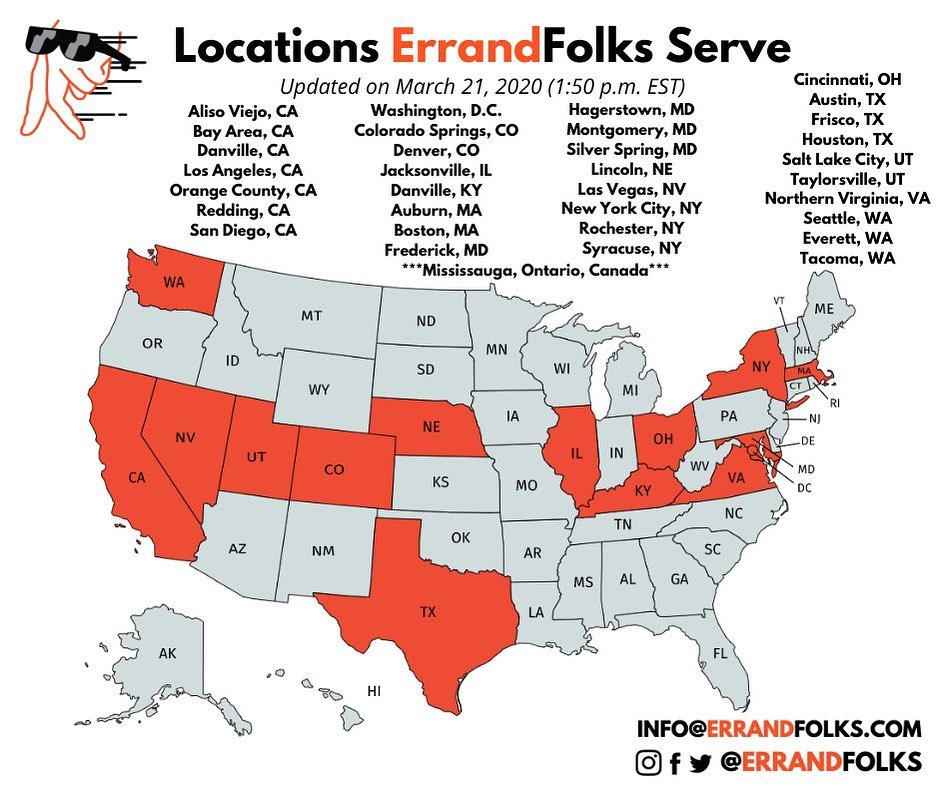 Locations ErrandFolks Serve
Updated on March 21, 2020 (1:50 p.m. EST)
Aliso Viejo, CA
Bay Area, CA
Danville, CA
Los Angeles, CA
Orange County, CA
Redding, CA
San Diego, CA
Washington, D.C.
Colorado Springs, CO
Denver, CO
Jacksonville, IL
Danville, KY
Auburn, MA
Boston, MA
Frederick, MD
Hagerstown, MD
Montgomery, MD
Silver Spring, MD
Lincoln, NE
Las Vegas, NV
New York City, NY
Rochester, NY
Syracuse, NY
***Mississauga, Ontario, Canada***
Cincinnati, OH
Austin, TX
Frisco, TX
Houston, TX
Salt Lake City, UT
Taylorsville, UT
Northern Virginia, VA
Seattle, WA
Everett, WA
Tacoma, WA
WA
OR
ID
MT
ND
SD
WY
MN
WI
MI
VT
NH
ME
NY
MA
CT
RI
NJ
PA
DE
MD
DC
NE
IA
IL
IN
OH
WV
VA
KY
CA
NV
UT
CO
KS
MO
TN
NC
SC
AZ
NM
OK
AR
MS
AL
GA
TX
LA
FL
AK
HI
INFO@ERRANDFOLKS.COM
@ERRANDFOLKS